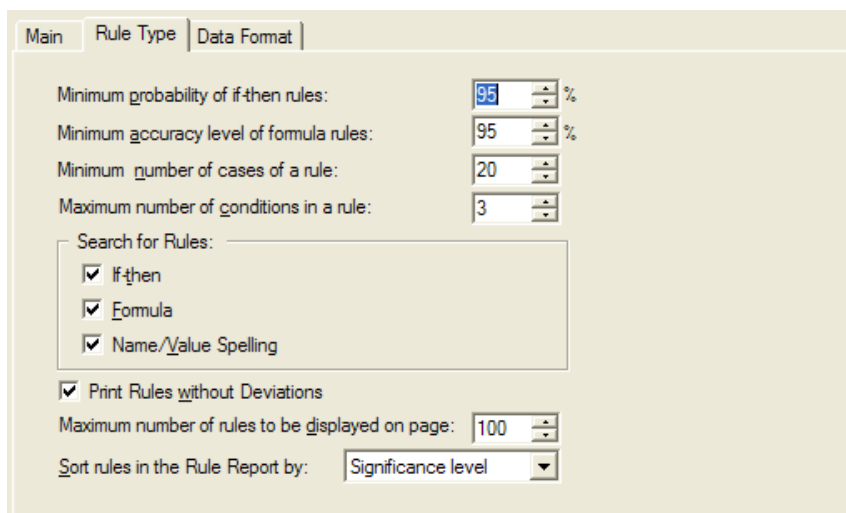 Main Rule Type Data Format
Minimum probability of if-then rules: 95 %
Minimum accuracy level of formula rules: 95 %
Minimum number of cases of a rule: 20
Maximum number of conditions in a rule: 3
Search for Rules:
If-then
Formula
Name/Value Spelling
Print Rules without Deviations
Maximum number of rules to be displayed on page: 100
Sort rules in the Rule Report by: Significance level